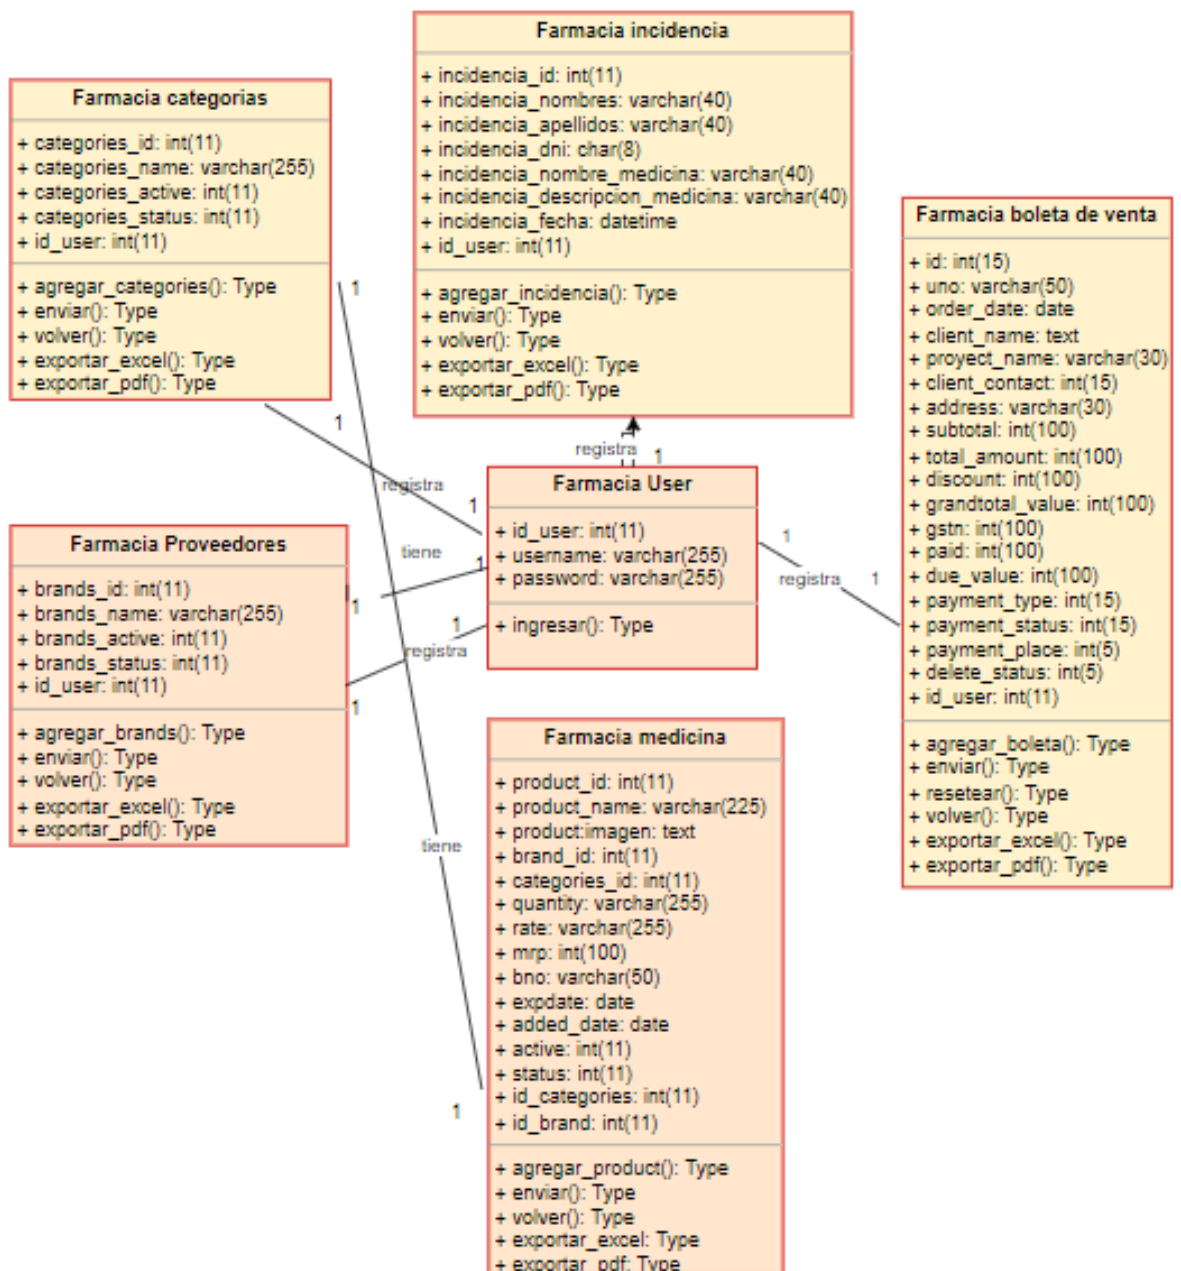 Farmacia incidencia
+ incidencia_id: int(11)
+ incidencia_nombres: varchar(40)
+ incidencia_apellidos: varchar(40)
+ incidencia_dni: char(8)
+ incidencia_nombre_medicina: varchar(40)
+ incidencia_descripcion_medicina: varchar(40)
+ incidencia_fecha: datetime
+ id_user: int(11)
+ agregar_incidencia(): Type
+ enviar(): Type
+ volver(): Type
+ exportar_excel(): Type
+ exportar_pdf(): Type
Farmacia categorias
+ categories_id: int(11)
+ categories_name: varchar(255)
+ categories_active: int(11)
+ categories_status: int(11)
+ id_user: int(11)
+ agregar_categories(): Type
+ enviar(): Type
+ volver(): Type
+ exportar_excel(): Type
+ exportar_pdf(): Type
Farmacia boleta de venta
+ id: int(15)
+ uno: varchar(50)
+ order_date: date
+ client_name: text
+ proyect_name: varchar(30)
+ client_contact: int(15)
+ address: varchar(30)
+ subtotal: int(100)
+ total_amount: int(100)
+ discount: int(100)
+ grandtotal_value: int(100)
+ gstn: int(100)
+ paid: int(100)
+ due_value: int(100)
+ payment_type: int(15)
+ payment_status: int(15)
+ payment_place: int(5)
+ delete_status: int(5)
+ id_user: int(11)
+ agregar_boleta(): Type
+ enviar(): Type
+ resetear(): Type
+ volver(): Type
+ exportar_excel(): Type
+ exportar_pdf(): Type
1
1
registra
1
1
registra
1
Farmacia User
+ id_user: int(11)
+ username: varchar(255)
+ password: varchar(255)
+ ingresar(): Type
1
registra
1
tiene
1
1
1
registra
1
Farmacia Proveedores
+ brands_id: int(11)
+ brands_name: varchar(255)
+ brands_active: int(11)
+ brands_status: int(11)
+ id_user: int(11)
+ agregar_brands(): Type
+ enviar(): Type
+ volver(): Type
+ exportar_excel(): Type
+ exportar_pdf(): Type
tiene
1
Farmacia medicina
+ product_id: int(11)
+ product_name: varchar(225)
+ product:imagen: text
+ brand_id: int(11)
+ categories_id: int(11)
+ quantity: varchar(255)
+ rate: varchar(255)
+ mrp: int(100)
+ bno: varchar(50)
+ expdate: date
+ added_date: date
+ active: int(11)
+ status: int(11)
+ id_categories: int(11)
+ id_brand: int(11)
+ agregar_product(): Type
+ enviar(): Type
+ volver(): Type
+ exportar_excel: Type
+ exportar_pdf: Type